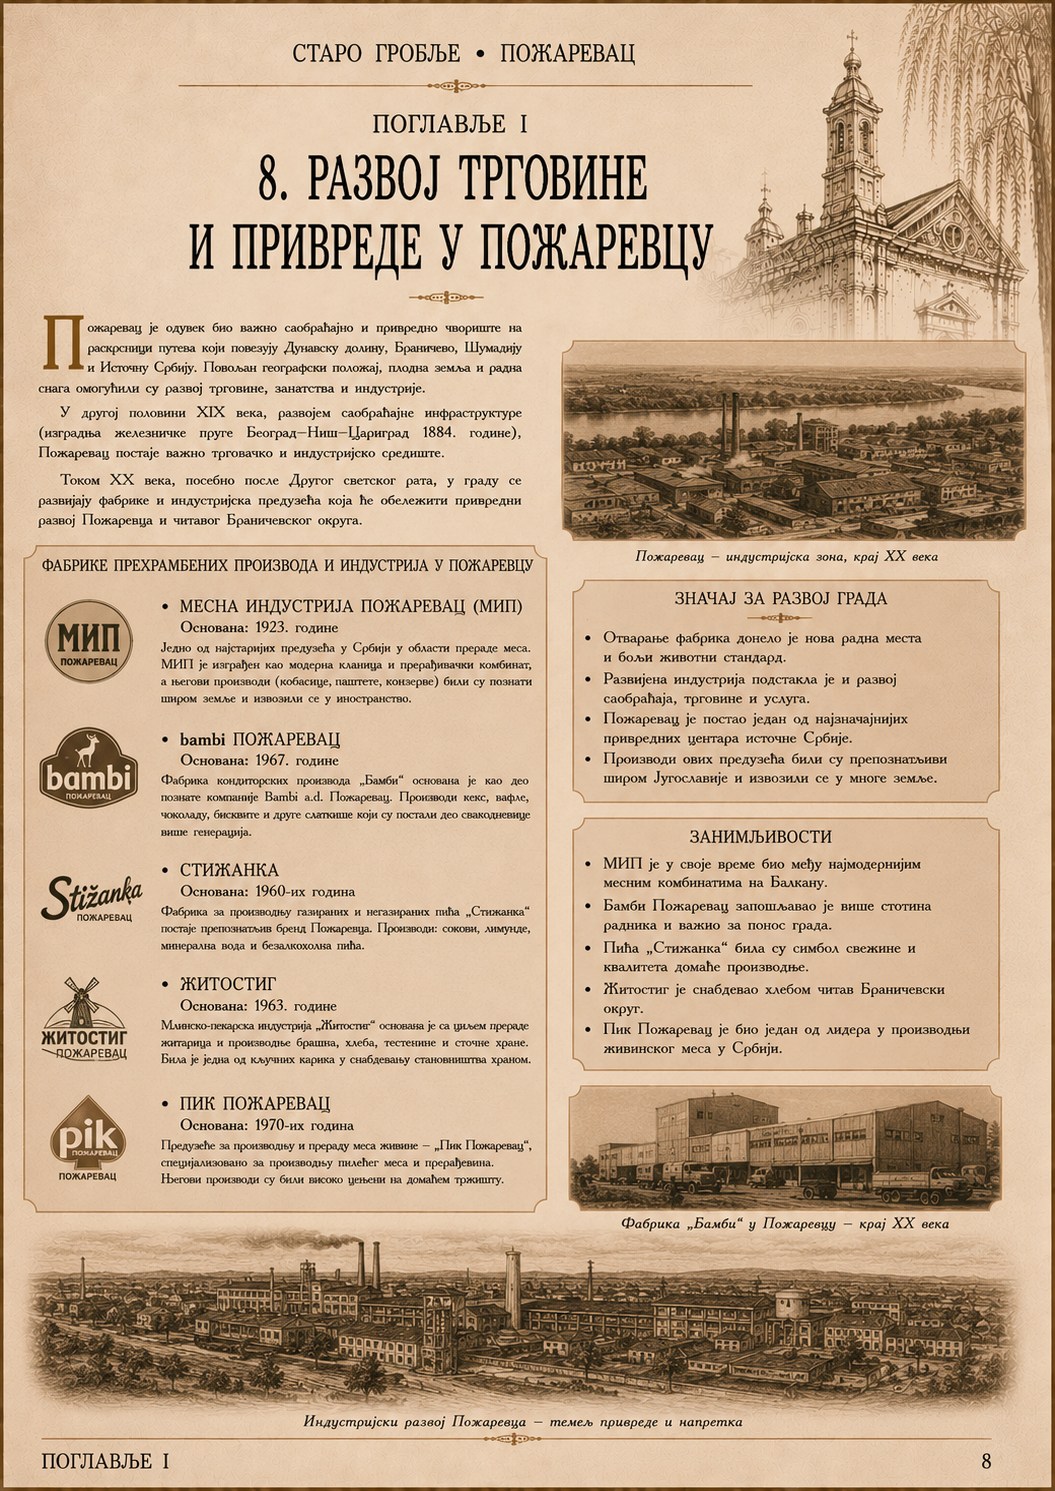 СТАРО ГРОБЉЕ • ПОЖАРЕВАЦ
ПОГЛАВЉЕ I
8. РАЗВОЈ ТРГОВИНЕ
И ПРИВРЕДЕ У ПОЖАРЕВЦУ
Пожаревац је одувек био важно саобраћајно и привредно чвориште на
раскрсници путева који повезују Дунавску долину, Браничево, Шумадију
и Источну Србију. Повољан географски положај, плодна земља и радна
снага омогућили су развој трговине, занатства и индустрије.
У другој половини XIX века, развојем саобраћајне инфраструктуре
(изградња железничке пруге Београд–Ниш–Цариград 1884. године),
Пожаревац постаје важно трговачко и индустријско средиште.
Током XX века, посебно после Другог светског рата, у граду се
развијају фабрике и индустријска предузећа која ће обележити привредни
развој Пожаревца и читавог Браничевског округа.
Пожаревац – индустријска зона, крај XX века
ФАБРИКЕ ПРЕХРАМБЕНИХ ПРОИЗВОДА И ИНДУСТРИЈА У ПОЖАРЕВЦУ
МИП
ПОЖАРЕВАЦ
• МЕСНА ИНДУСТРИЈА ПОЖАРЕВАЦ (МИП)
Основана: 1923. године
Једно од најстаријих предузећа у Србији у области прераде меса.
МИП је изграђен као модерна кланица и прерађивачки комбинат,
а његови производи (кобасице, паштете, конзерве) били су познати
широм земље и извозили се у иностранство.
bambi
ПОЖАРЕВАЦ
• bambi ПОЖАРЕВАЦ
Основана: 1967. године
Фабрика кондиторских производа „Бамби“ основана је као део
познате компаније Bambi a.d. Пожаревац. Производи кекс, вафле,
чоколаду, бисквите и друге слаткише који су постали део свакодневице
више генерација.
Stižanka
ПОЖАРЕВАЦ
• СТИЖАНКА
Основана: 1960-их година
Фабрика за производњу газираних и негазираних пића „Стижанка“
постаје препознатљив бренд Пожаревца. Производи: сокови, лимунде,
минерална вода и безалкохолна пића.
ЖИТОСТИГ
ПОЖАРЕВАЦ
• ЖИТОСТИГ
Основана: 1963. године
Млинско-пекарска индустрија „Житостиг“ основана је са циљем прераде
житарица и производње брашна, хлеба, тестенине и сточне хране.
Била је једна од кључних карика у снабдевању становништва храном.
pik
ПОЖАРЕВАЦ
ПОЖАРЕВАЦ
• ПИК ПОЖАРЕВАЦ
Основана: 1970-их година
Предузеће за производњу и прераду меса живине – „Пик Пожаревац“,
специјализовано за производњу пилећег меса и прерађевина.
Његови производи су били високо цењени на домаћем тржишту.
ЗНАЧАЈ ЗА РАЗВОЈ ГРАДА
• Отварање фабрика донело је нова радна места
и бољи животни стандард.
• Развијена индустрија подстакла је и развој
саобраћаја, трговине и услуга.
• Пожаревац је постао један од најзначајнијих
привредних центара источне Србије.
• Производи ових предузећа били су препознатљиви
широм Југославије и извозили се у многе земље.
ЗАНИМЉИВОСТИ
• МИП је у своје време био међу најмодернијим
месним комбинатима на Балкану.
• Бамби Пожаревац запошљавао је више стотина
радника и важио за понос града.
• Пића „Стижанка“ била су симбол свежине и
квалитета домаће производње.
• Житостиг је снабдевао хлебом читав Браничевски
округ.
• Пик Пожаревац је био један од лидера у производњи
живинског меса у Србији.
Фабрика „Бамби“ у Пожаревцу – крај XX века
Индустријски развој Пожаревца – темељ привреде и напретка
ПОГЛАВЉЕ I
8